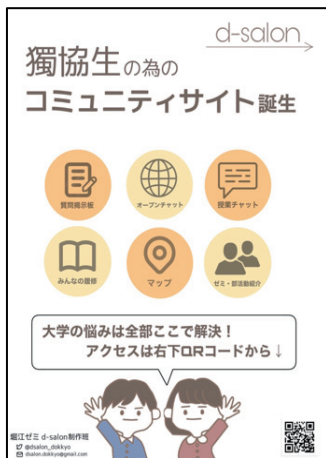 d-salon
獨協生の為の
コミュニティサイト誕生
質問掲示板
オープンチャット
授業チャット
みんなの履修
マップ
ゼミ・部活動紹介
大学の悩みは全部ここで解決！
アクセスは右下QRコードから↓
堀江ゼミ d-salon制作班
@dsalon_dokkyo
dsalon.dokkyo@gmail.com